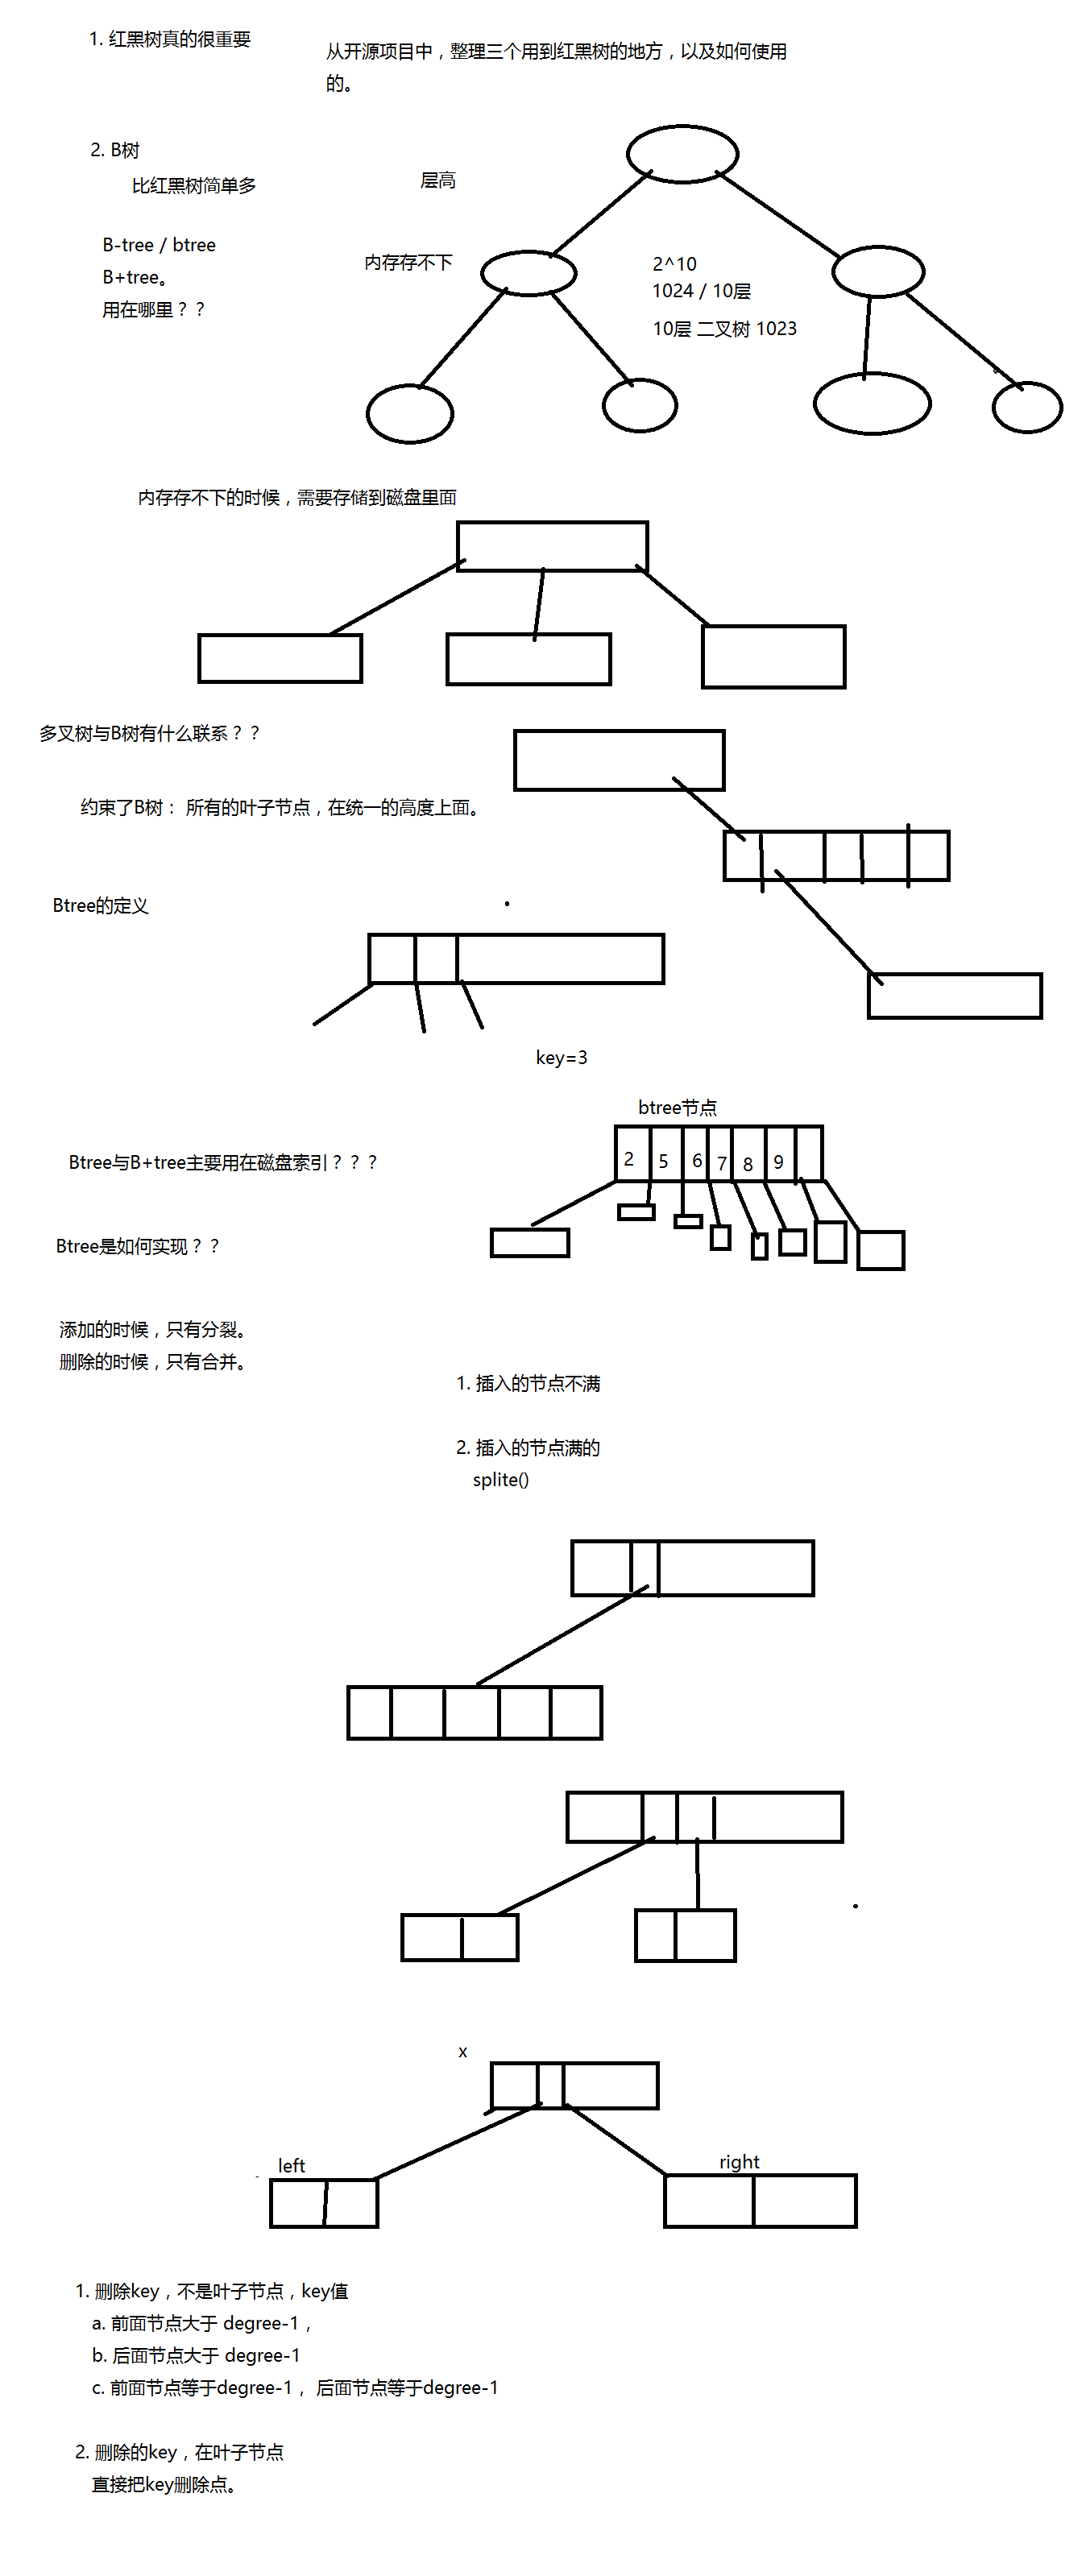 1. 红黑树真的很重要
从开源项目中，整理三个用到红黑树的地方，以及如何使用
的。
2. B树
比红黑树简单多
层高
B-tree / btree
B+tree。
用在哪里？？
内存存不下
2^10
1024 / 10层
10层 二叉树 1023
内存存不下的时候，需要存储到磁盘里面
多叉树与B树有什么联系？？
约束了B树： 所有的叶子节点，在统一的高度上面。
Btree的定义
key=3
btree节点
2 5 6 7 8 9
Btree与B+tree主要用在磁盘索引？？？
Btree是如何实现？？
添加的时候，只有分裂。
删除的时候，只有合并。
1. 插入的节点不满
2. 插入的节点满的
splite()
x
left
right
1. 删除key，不是叶子节点，key值
a. 前面节点大于 degree-1，
b. 后面节点大于 degree-1
c. 前面节点等于degree-1， 后面节点等于degree-1
2. 删除的key，在叶子节点
直接把key删除点。